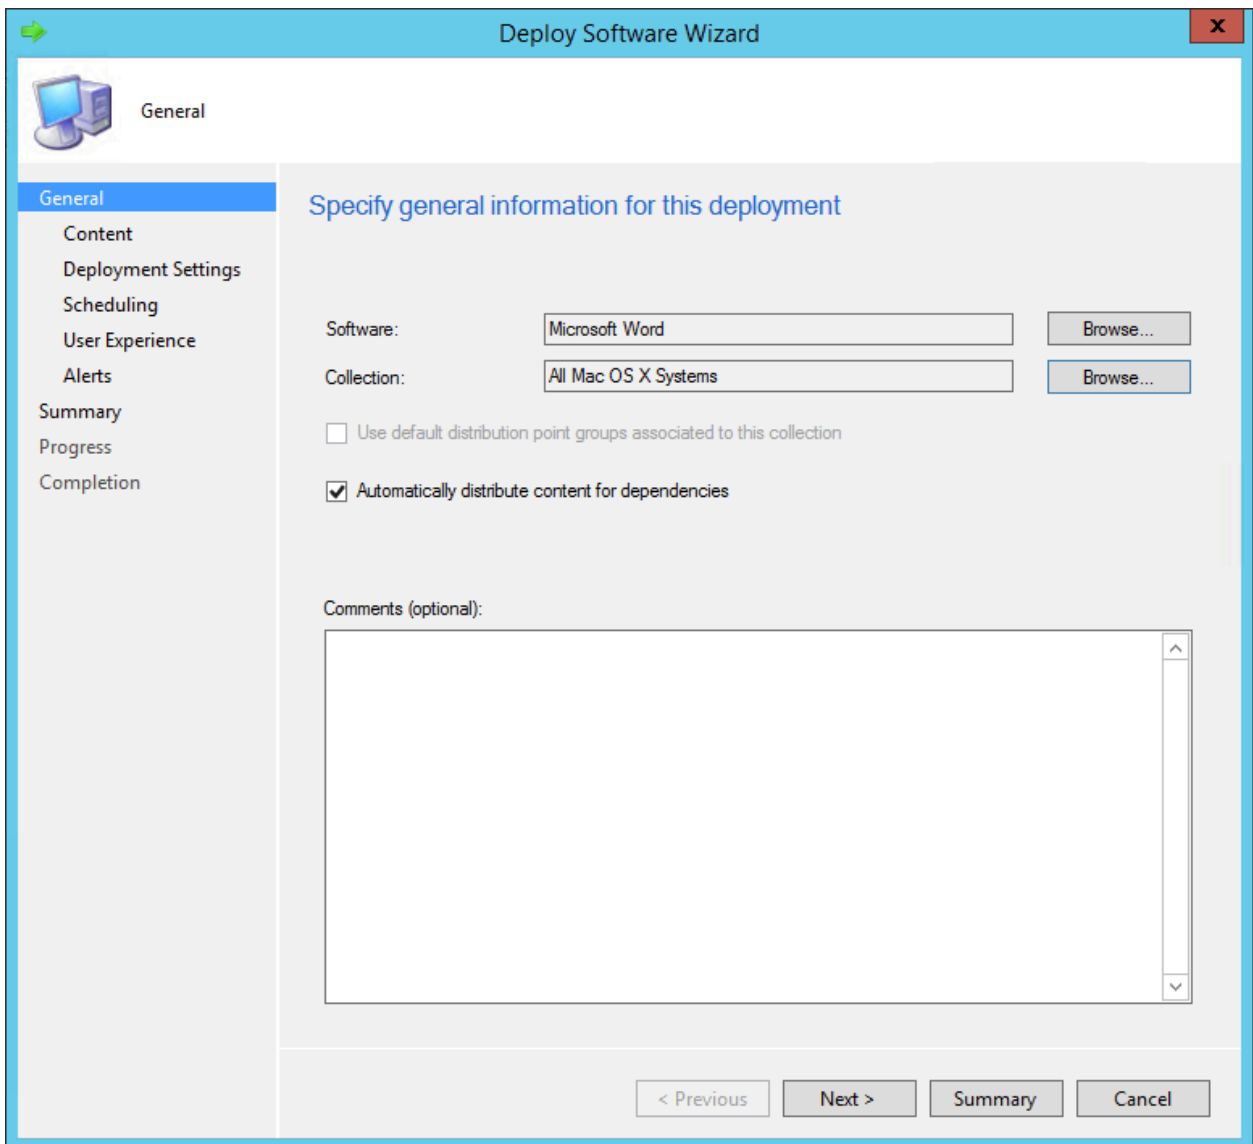 Deploy Software Wizard
X
General
General
Content
Deployment Settings
Scheduling
User Experience
Alerts
Summary
Progress
Completion
Specify general information for this deployment
Software: Microsoft Word Browse...
Collection: All Mac OS X Systems Browse...
Use default distribution point groups associated to this collection
Automatically distribute content for dependencies
Comments (optional):
< Previous Next > Summary Cancel